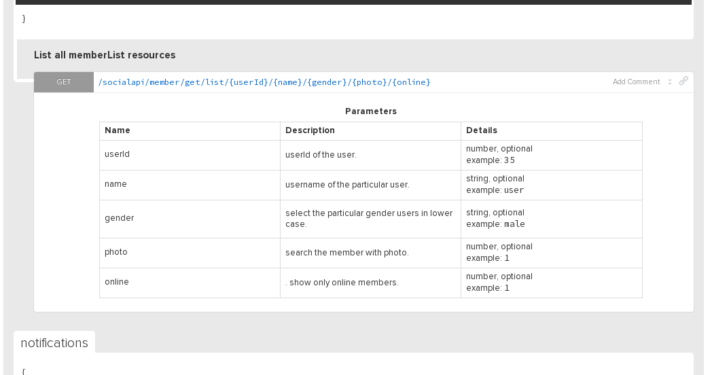 }
List all memberList resources
GET /socialapi/member/get/list/{userId}/{name}/{gender}/{photo}/{online} Add Comment
Parameters
Name Description Details
userId userId of the user. number, optional
example: 35
name username of the particular user. string, optional
example: user
gender select the particular gender users in lower string, optional
case. example: male
photo search the member with photo. number, optional
example: 1
online . show only online members. number, optional
example: 1
notifications
{